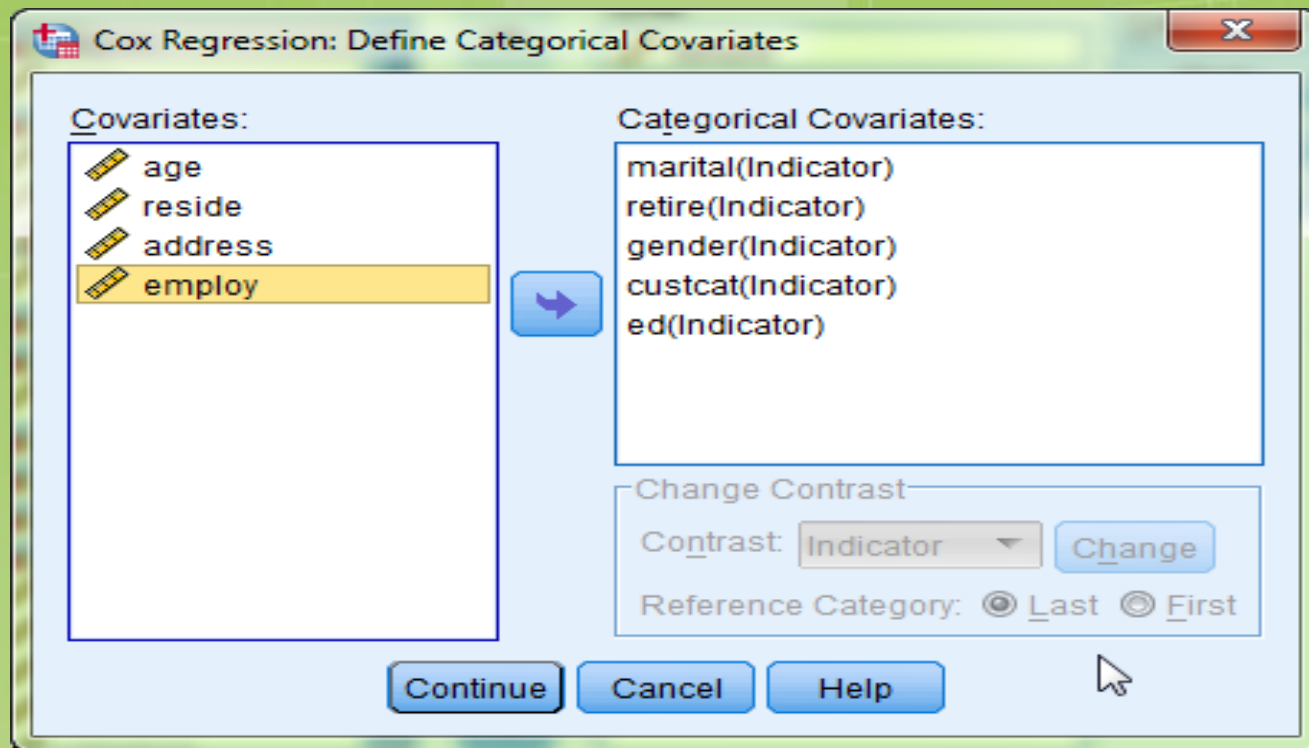 Cox Regression: Define Categorical Covariates
Covariates:
age
reside
address
employ
Categorical Covariates:
marital(Indicator)
retire(Indicator)
gender(Indicator)
custcat(Indicator)
ed(Indicator)
Change Contrast
Contrast: Indicator Change
Reference Category: Last First
Continue Cancel Help